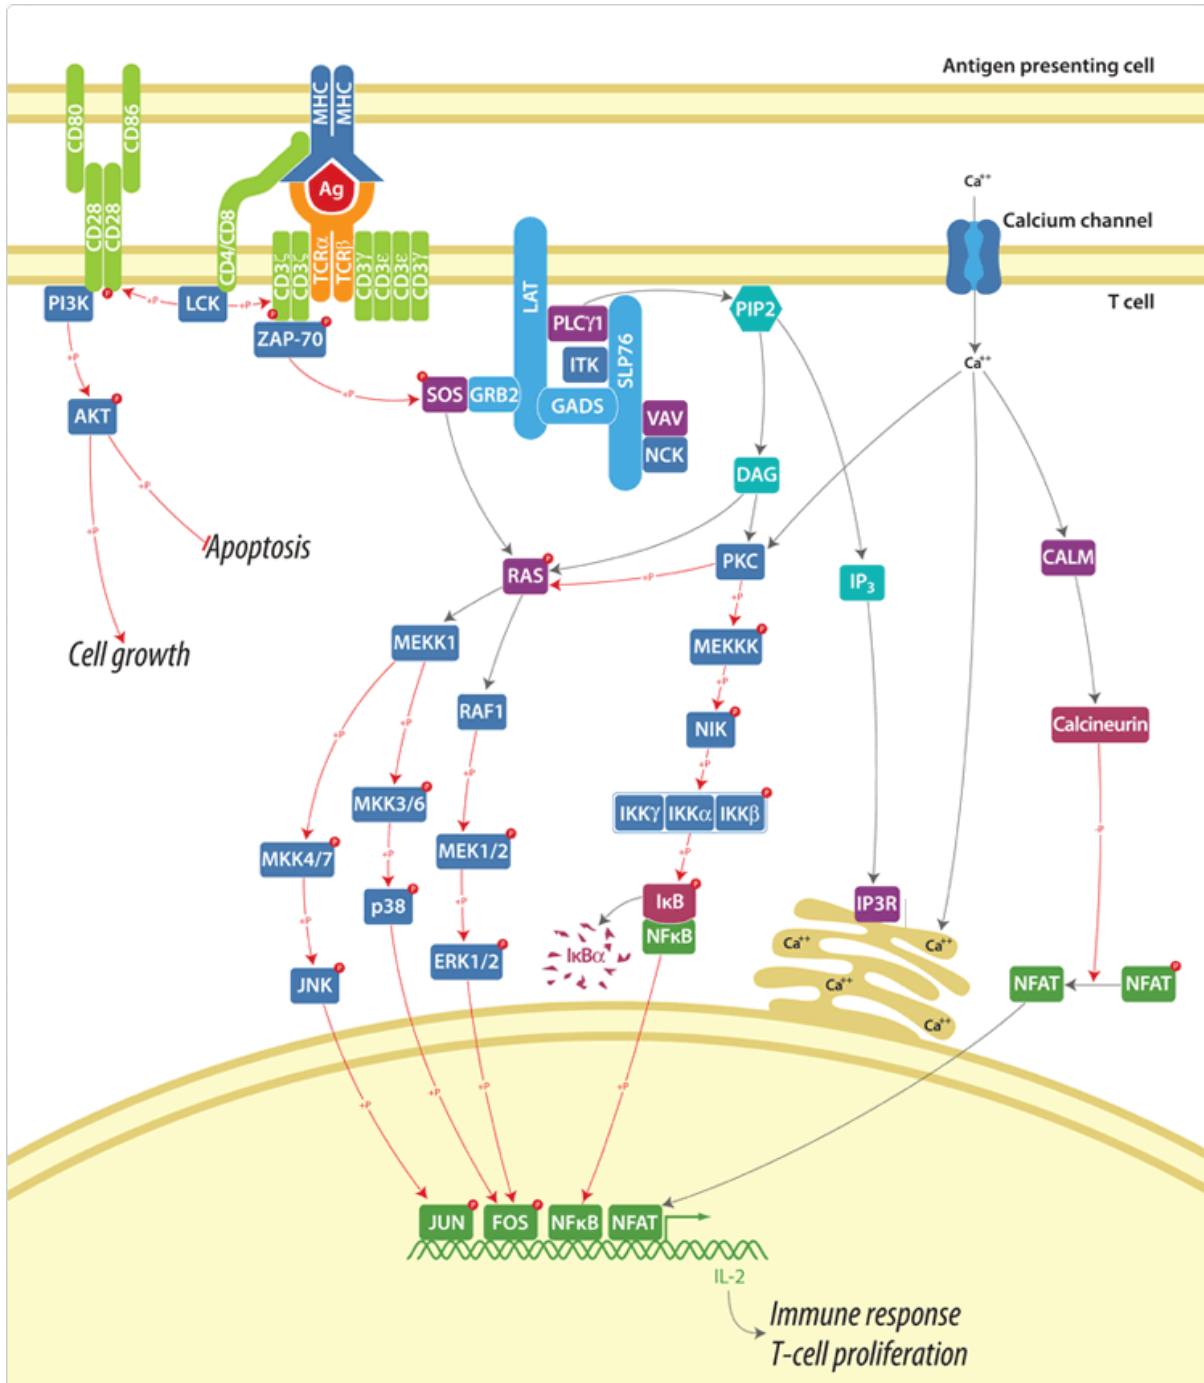 Antigen presenting cell
CD80
CD86
MHC
MHC
Ag
CD28
CD28
CD4/CD8
Ca⁺⁺
Calcium channel
CD3ζ
CD3ζ
TCRα
TCRβ
CD3γ
CD3ε
CD3ε
CD3γ
T cell
LAT
PI3K
P
+P
LCK
+P
P
ZAP-70
P
PLCγ1
PIP2
SLP76
ITK
Ca⁺⁺
+P
+P
P
SOS
GRB2
GADS
AKT
P
VAV
NCK
DAG
+P
+P
Apoptosis
RAS
P
+P
PKC
IP₃
CALM
+P
Cell growth
MEKK1
MEKKK
P
+P
RAF1
NIK
P
Calcineurin
+P
+P
+P
+P
MKK3/6
P
IKKγ
IKKα
IKKβ
P
-P
MKK4/7
P
+P
MEK1/2
P
+P
p38
P
IκB
P
IP3R
+P
+P
NFκB
Ca⁺⁺
Ca⁺⁺
IκBα
ERK1/2
P
JNK
P
Ca⁺⁺
NFAT
NFAT
P
Ca⁺⁺
+P
+P
+P
+P
JUN
P
FOS
P
NFκB
NFAT
IL-2
Immune response
T-cell proliferation